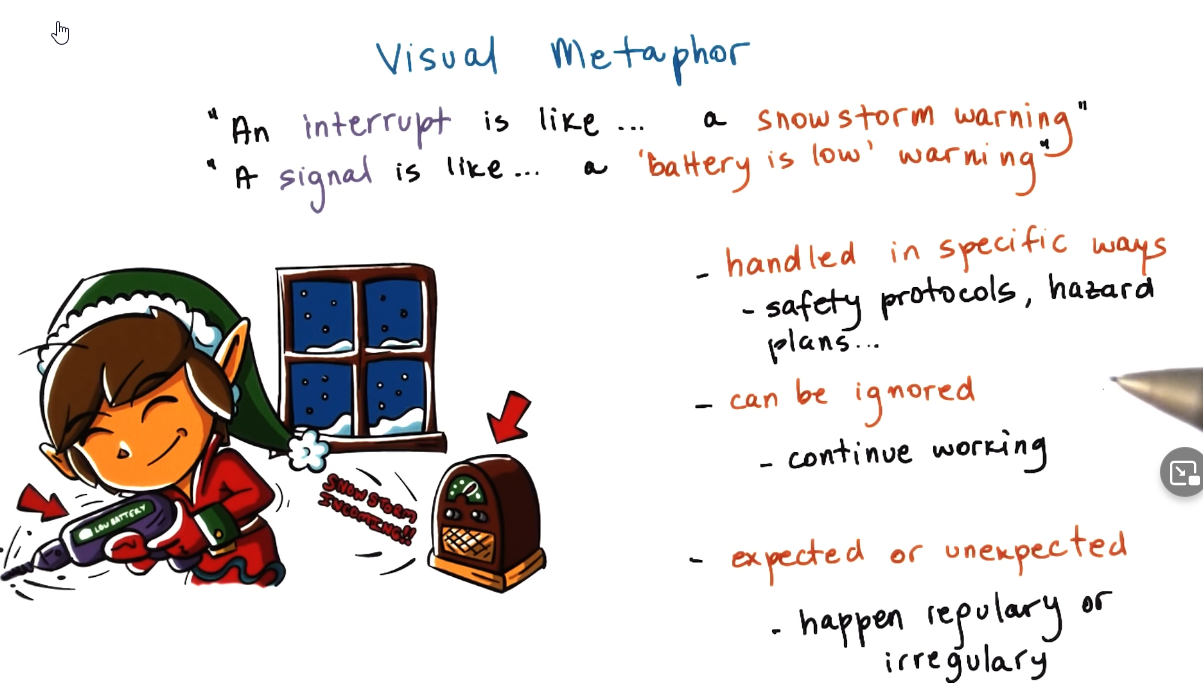 Visual Metaphor
"An interrupt is like... a snowstorm warning"
"A signal is like... a 'battery is low' warning"
- handled in specific ways
- safety protocols, hazard
plans...
- can be ignored
- continue working
SNOW STORM
INCOMING!!
LOW BATTERY
- expected or unexpected
- happen regulary or
irregulary